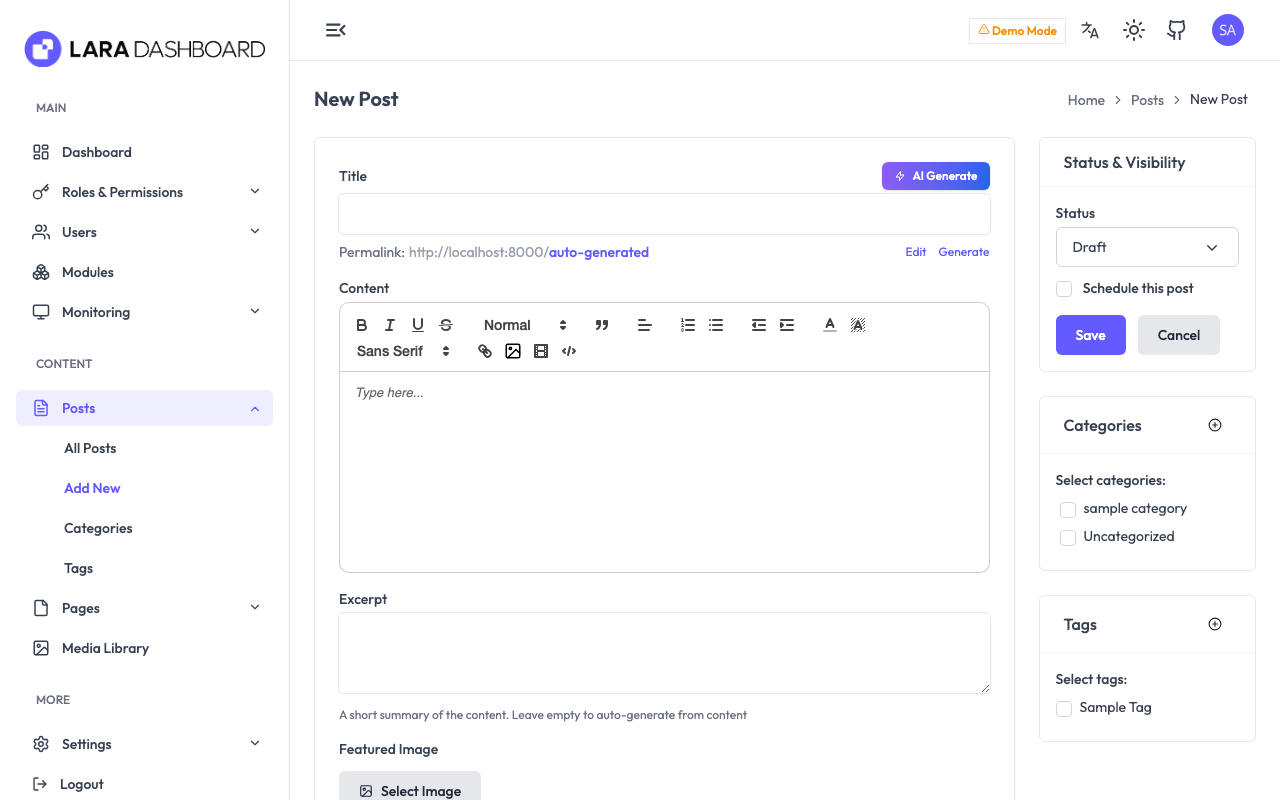 LARA DASHBOARD
MAIN
Dashboard
Roles & Permissions
Users
Modules
Monitoring
CONTENT
Posts
All Posts
Add New
Categories
Tags
Pages
Media Library
MORE
Settings
Logout
Demo Mode
SA
New Post
Home
Posts
New Post
Title
AI Generate
Permalink: http://localhost:8000/auto-generated
Edit
Generate
Content
Normal
Sans Serif
Type here...
Excerpt
A short summary of the content. Leave empty to auto-generate from content
Featured Image
Select Image
Status & Visibility
Status
Draft
Schedule this post
Save
Cancel
Categories
Select categories:
sample category
Uncategorized
Tags
Select tags:
Sample Tag